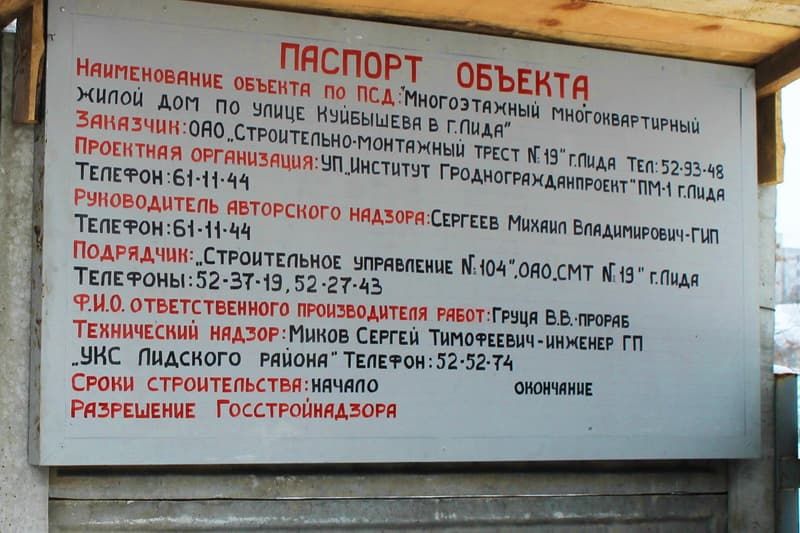 ПАСПОРТ ОБЪЕКТА
НАИМЕНОВАНИЕ ОБЪЕКТА ПО ПСД: "МНОГОЭТАЖНЫЙ МНОГОКВАРТИРНЫЙ
ЖИЛОЙ ДОМ ПО УЛИЦЕ КУЙБЫШЕВА В Г.ЛИДА"
ЗАКАЗЧИК: ОАО „СТРОИТЕЛЬНО-МОНТАЖНЫЙ ТРЕСТ №19" Г.ЛИДА ТЕЛ: 52-93-48
ПРОЕКТНАЯ ОРГАНИЗАЦИЯ: УП „ИНСТИТУТ ГРОДНОГРАЖДАНПРОЕКТ" ПМ-1 Г.ЛИДА
ТЕЛЕФОН: 61-11-44
РУКОВОДИТЕЛЬ АВТОРСКОГО НАДЗОРА: СЕРГЕЕВ МИХАИЛ ВЛАДИМИРОВИЧ-ГИП
ТЕЛЕФОН: 61-11-44
ПОДРЯДЧИК: „СТРОИТЕЛЬНОЕ УПРАВЛЕНИЕ №104", ОАО „СМТ №19" Г.ЛИДА
ТЕЛЕФОНЫ: 52-37-19, 52-27-43
Ф.И.О. ОТВЕТСТВЕННОГО ПРОИЗВОДИТЕЛЯ РАБОТ: ГРУЦА В.В.-ПРОРАБ
ТЕХНИЧЕСКИЙ НАДЗОР: МИКОВ СЕРГЕЙ ТИМОФЕЕВИЧ-ИНЖЕНЕР ГП
„УКС ЛИДСКОГО РАЙОНА" ТЕЛЕФОН: 52-52-74
СРОКИ СТРОИТЕЛЬСТВА: НАЧАЛО ОКОНЧАНИЕ
РАЗРЕШЕНИЕ ГОССТРОЙНАДЗОРА